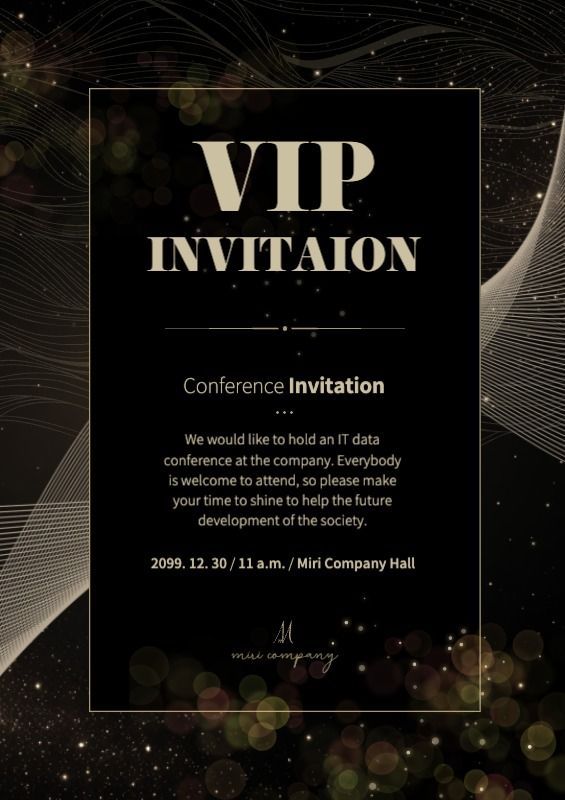 VIP
INVITAION
Conference Invitation
We would like to hold an IT data
conference at the company. Everybody
is welcome to attend, so please make
your time to shine to help the future
development of the society.
2099. 12. 30 / 11 a.m. / Miri Company Hall
M
miri company